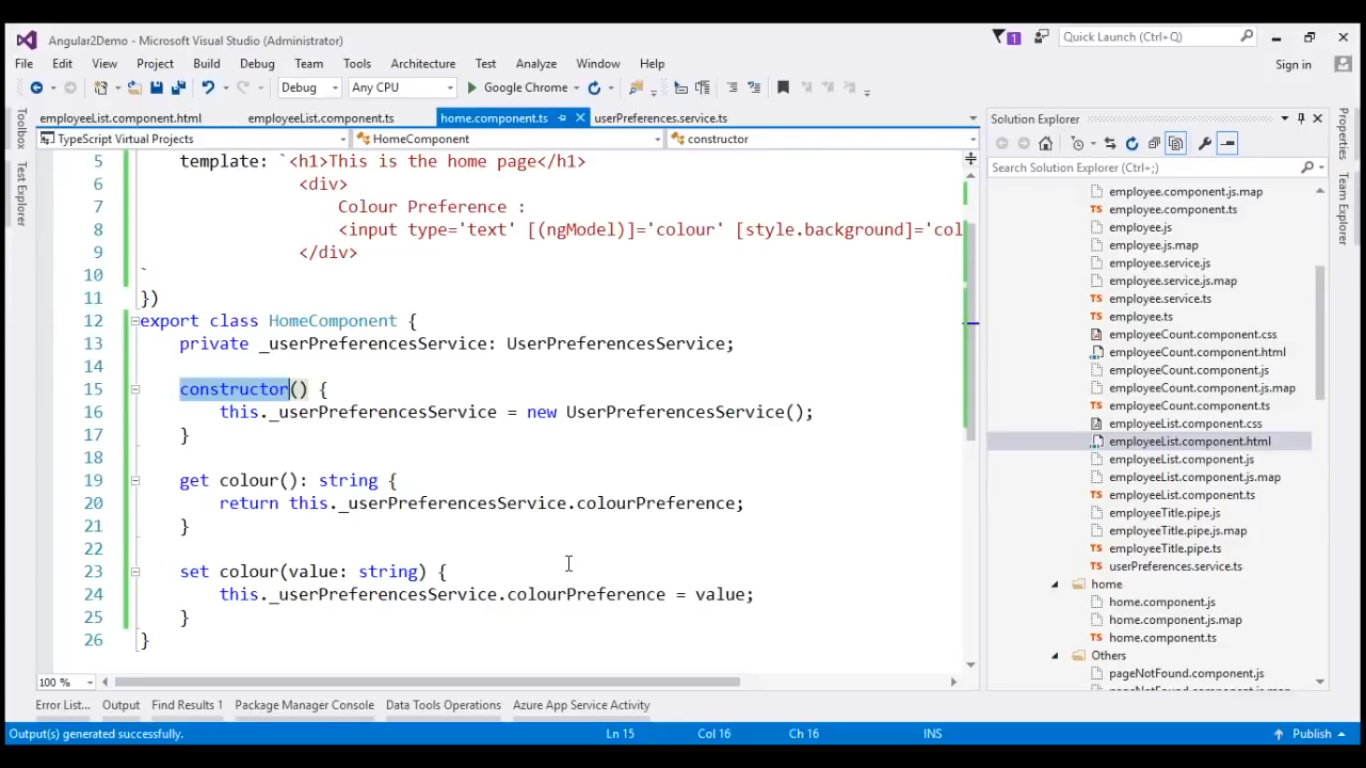 Angular2Demo - Microsoft Visual Studio (Administrator)
1
Quick Launch (Ctrl+Q)
File Edit View Project Build Debug Team Tools Architecture Test Analyze Window Help
Sign in
Debug Any CPU Google Chrome
Toolbox
Test Explorer
employeeList.component.html employeeList.component.ts home.component.ts userPreferences.service.ts
TypeScript Virtual Projects HomeComponent constructor
5 template: `<h1>This is the home page</h1>
6 <div>
7 Colour Preference :
8 <input type='text' [(ngModel)]='colour' [style.background]='col
9 </div>
10 `
11 })
12 export class HomeComponent {
13 private _userPreferencesService: UserPreferencesService;
14
15 constructor() {
16 this._userPreferencesService = new UserPreferencesService();
17 }
18
19 get colour(): string {
20 return this._userPreferencesService.colourPreference;
21 }
22
23 set colour(value: string) {
24 this._userPreferencesService.colourPreference = value;
25 }
26 }
100 %
Solution Explorer
Search Solution Explorer (Ctrl+;)
employee.component.js.map
TS employee.component.ts
employee.js
employee.js.map
employee.service.js
employee.service.js.map
TS employee.service.ts
TS employee.ts
employeeCount.component.css
employeeCount.component.html
employeeCount.component.js
employeeCount.component.js.map
TS employeeCount.component.ts
employeeList.component.css
employeeList.component.html
employeeList.component.js
employeeList.component.js.map
TS employeeList.component.ts
employeeTitle.pipe.js
employeeTitle.pipe.js.map
TS employeeTitle.pipe.ts
TS userPreferences.service.ts
home
home.component.js
home.component.js.map
TS home.component.ts
Others
pageNotFound.component.js
Properties
Team Explorer
Error List... Output Find Results 1 Package Manager Console Data Tools Operations Azure App Service Activity
Output(s) generated successfully. Ln 15 Col 16 Ch 16 INS Publish